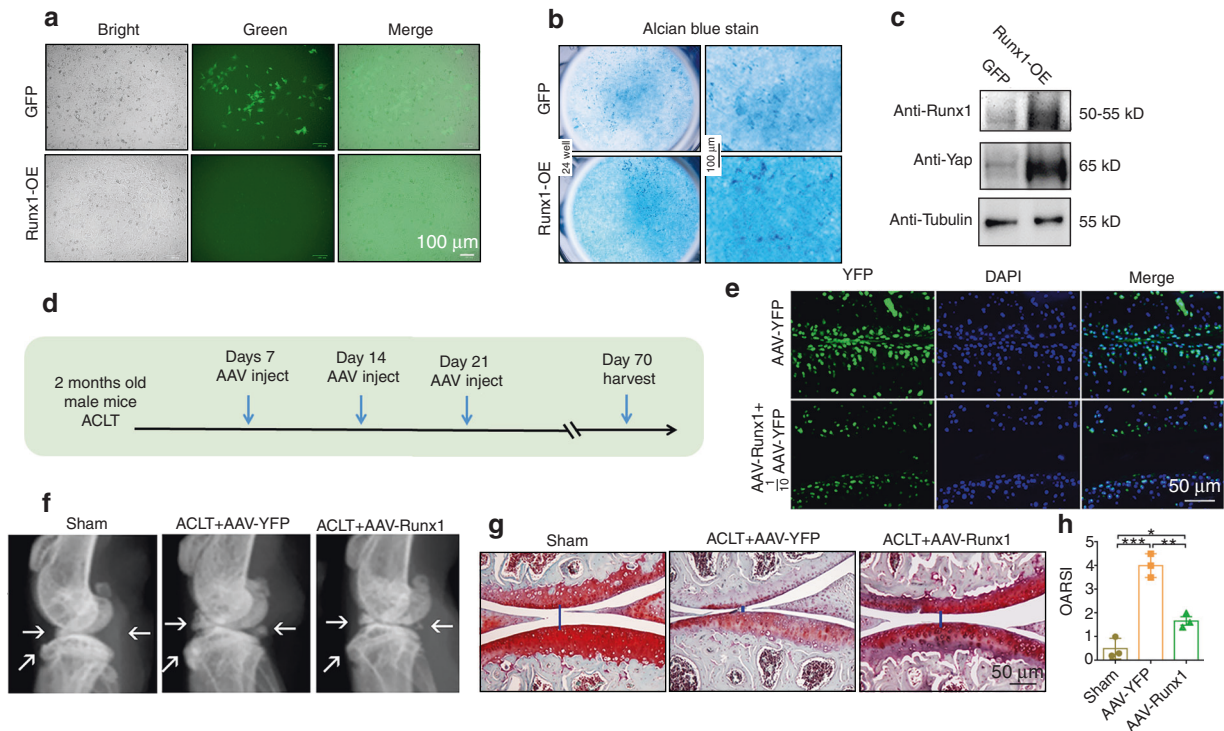 a
Bright
Green
Merge
GFP
Runx1-OE
100 μm
b
Alcian blue stain
GFP
Runx1-OE
24 well
100 μm
c
GFP
Runx1-OE
Anti-Runx1
50-55 kD
Anti-Yap
65 kD
Anti-Tubulin
55 kD
d
2 months old
male mice
ACLT
Days 7
AAV inject
Day 14
AAV inject
Day 21
AAV inject
Day 70
harvest
e
YFP
DAPI
Merge
AAV-YFP
AAV-Runx1+
1/10 AAV-YFP
50 μm
f
Sham
ACLT+AAV-YFP
ACLT+AAV-Runx1
g
Sham
ACLT+AAV-YFP
ACLT+AAV-Runx1
50 μm
h
*
*** **
OARSI
5
4
3
2
1
0
Sham
AAV-YFP
AAV-Runx1